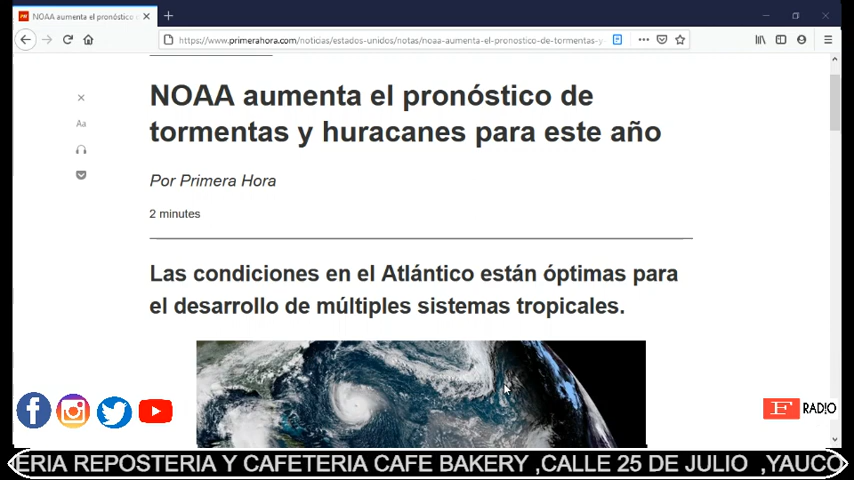 NOAA aumenta el pronóstico
https://www.primerahora.com/noticias/estados-unidos/notas/noaa-aumenta-el-pronostico-de-tormentas-y
NOAA aumenta el pronóstico de
tormentas y huracanes para este año
Aa
Por Primera Hora
2 minutes
Las condiciones en el Atlántico están óptimas para
el desarrollo de múltiples sistemas tropicales.
F RADIO
ERIA REPOSTERIA Y CAFETERIA CAFE BAKERY ,CALLE 25 DE JULIO ,YAUCO